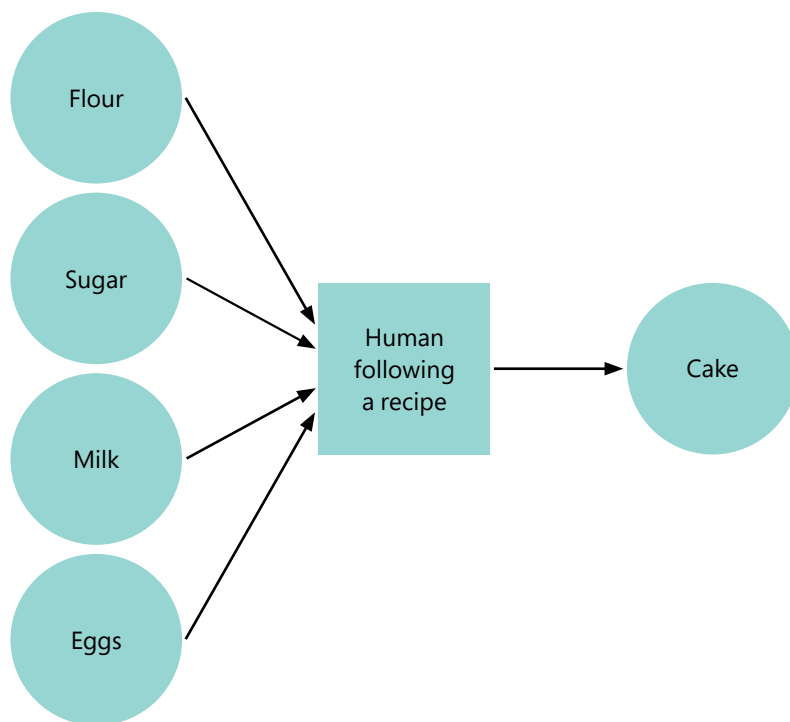 Flour
Sugar
Milk
Eggs
Human
following
a recipe
Cake